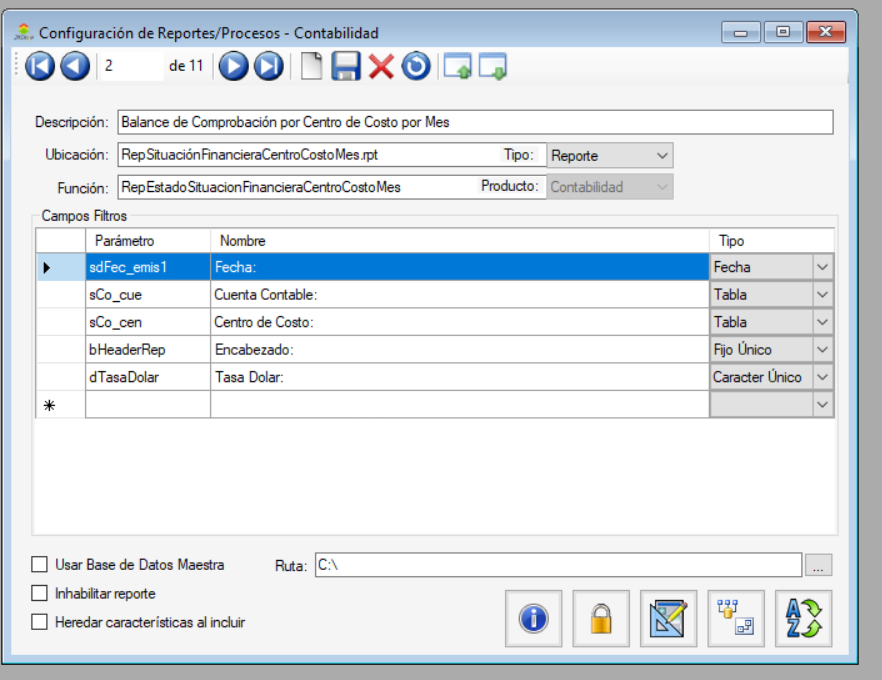 Configuración de Reportes/Procesos - Contabilidad
2 de 11
Descripción: Balance de Comprobación por Centro de Costo por Mes
Ubicación: RepSituaciónFinancieraCentroCostoMes.rpt Tipo: Reporte
Función: RepEstadoSituacionFinancieraCentroCostoMes Producto: Contabilidad
Campos Filtros
Parámetro Nombre Tipo
sdFec_emis1 Fecha: Fecha
sCo_cue Cuenta Contable: Tabla
sCo_cen Centro de Costo: Tabla
bHeaderRep Encabezado: Fijo Único
dTasaDolar Tasa Dolar: Caracter Único
Usar Base de Datos Maestra Ruta: C:\ ...
Inhabilitar reporte
Heredar características al incluir